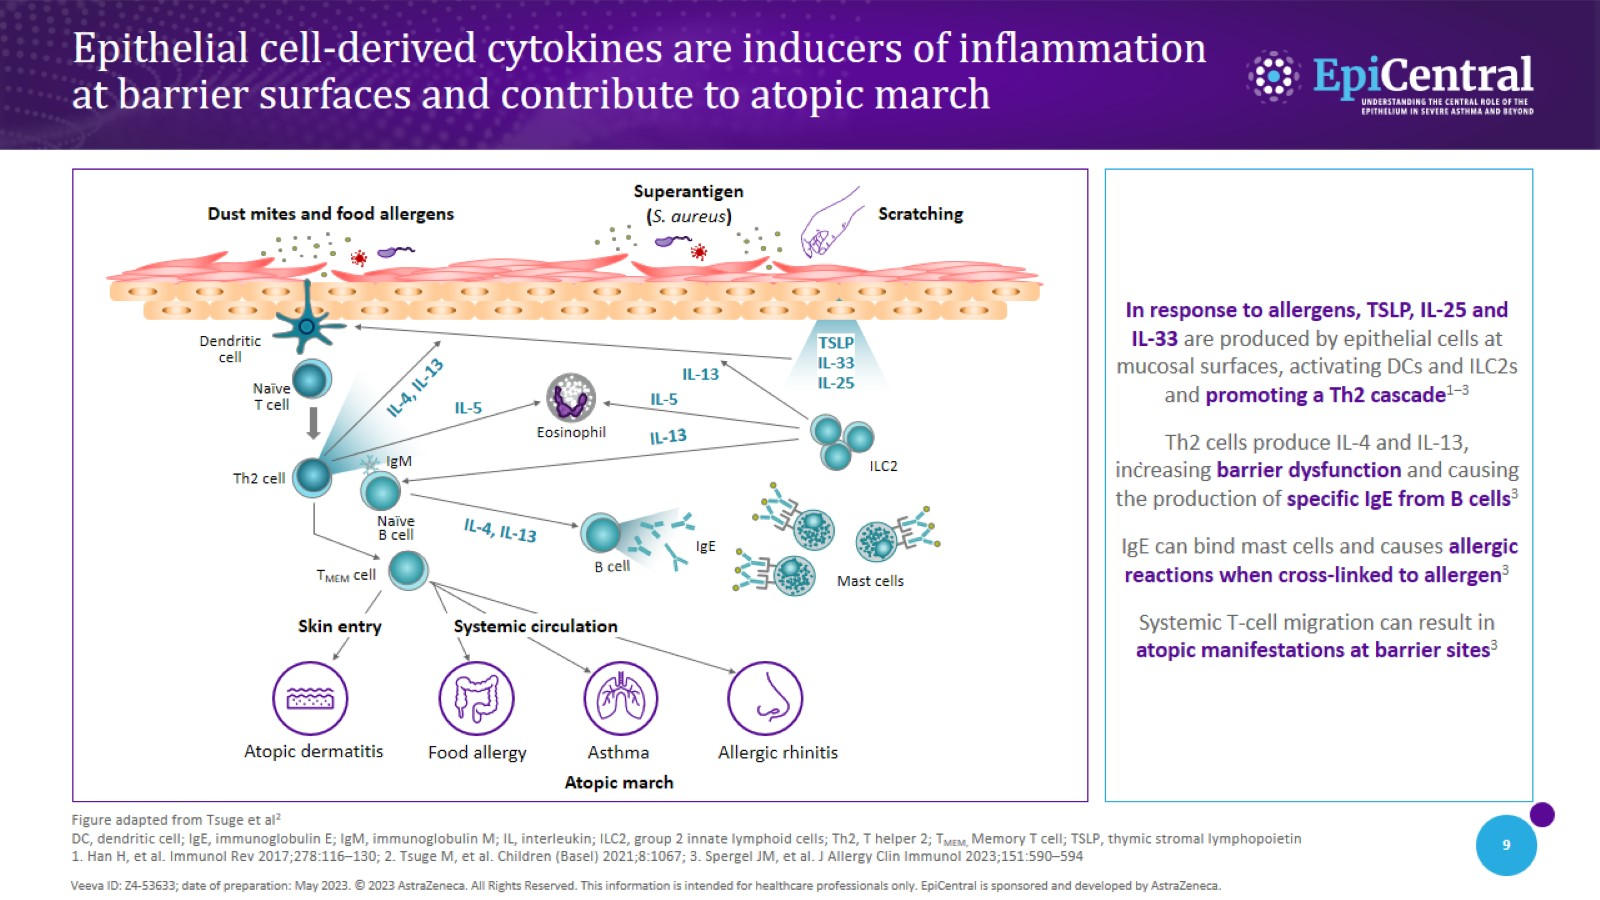 Epithelial cell-derived cytokines are inducers of inflammation
at barrier surfaces and contribute to atopic march
EpiCentral
UNDERSTANDING THE CENTRAL ROLE OF THE
EPITHELIUM IN SEVERE ASTHMA AND BEYOND
Dust mites and food allergens
Superantigen
(S. aureus)
Scratching
Dendritic
cell
Naïve
T cell
Th2 cell
IL-4, IL-13
IL-5
Eosinophil
IL-13
IL-5
IL-13
TSLP
IL-33
IL-25
ILC2
IgM
Naïve
B cell
IL-4, IL-13
B cell
IgE
Mast cells
TMEM cell
Skin entry
Systemic circulation
Atopic dermatitis
Food allergy
Asthma
Allergic rhinitis
Atopic march
In response to allergens, TSLP, IL-25 and
IL-33 are produced by epithelial cells at
mucosal surfaces, activating DCs and ILC2s
and promoting a Th2 cascade1–3
Th2 cells produce IL-4 and IL-13,
increasing barrier dysfunction and causing
the production of specific IgE from B cells3
IgE can bind mast cells and causes allergic
reactions when cross-linked to allergen3
Systemic T-cell migration can result in
atopic manifestations at barrier sites3
Figure adapted from Tsuge et al2
DC, dendritic cell; IgE, immunoglobulin E; IgM, immunoglobulin M; IL, interleukin; ILC2, group 2 innate lymphoid cells; Th2, T helper 2; TMEM, Memory T cell; TSLP, thymic stromal lymphopoietin
1. Han H, et al. Immunol Rev 2017;278:116–130; 2. Tsuge M, et al. Children (Basel) 2021;8:1067; 3. Spergel JM, et al. J Allergy Clin Immunol 2023;151:590–594
9
Veeva ID: Z4-53633; date of preparation: May 2023. © 2023 AstraZeneca. All Rights Reserved. This information is intended for healthcare professionals only. EpiCentral is sponsored and developed by AstraZeneca.